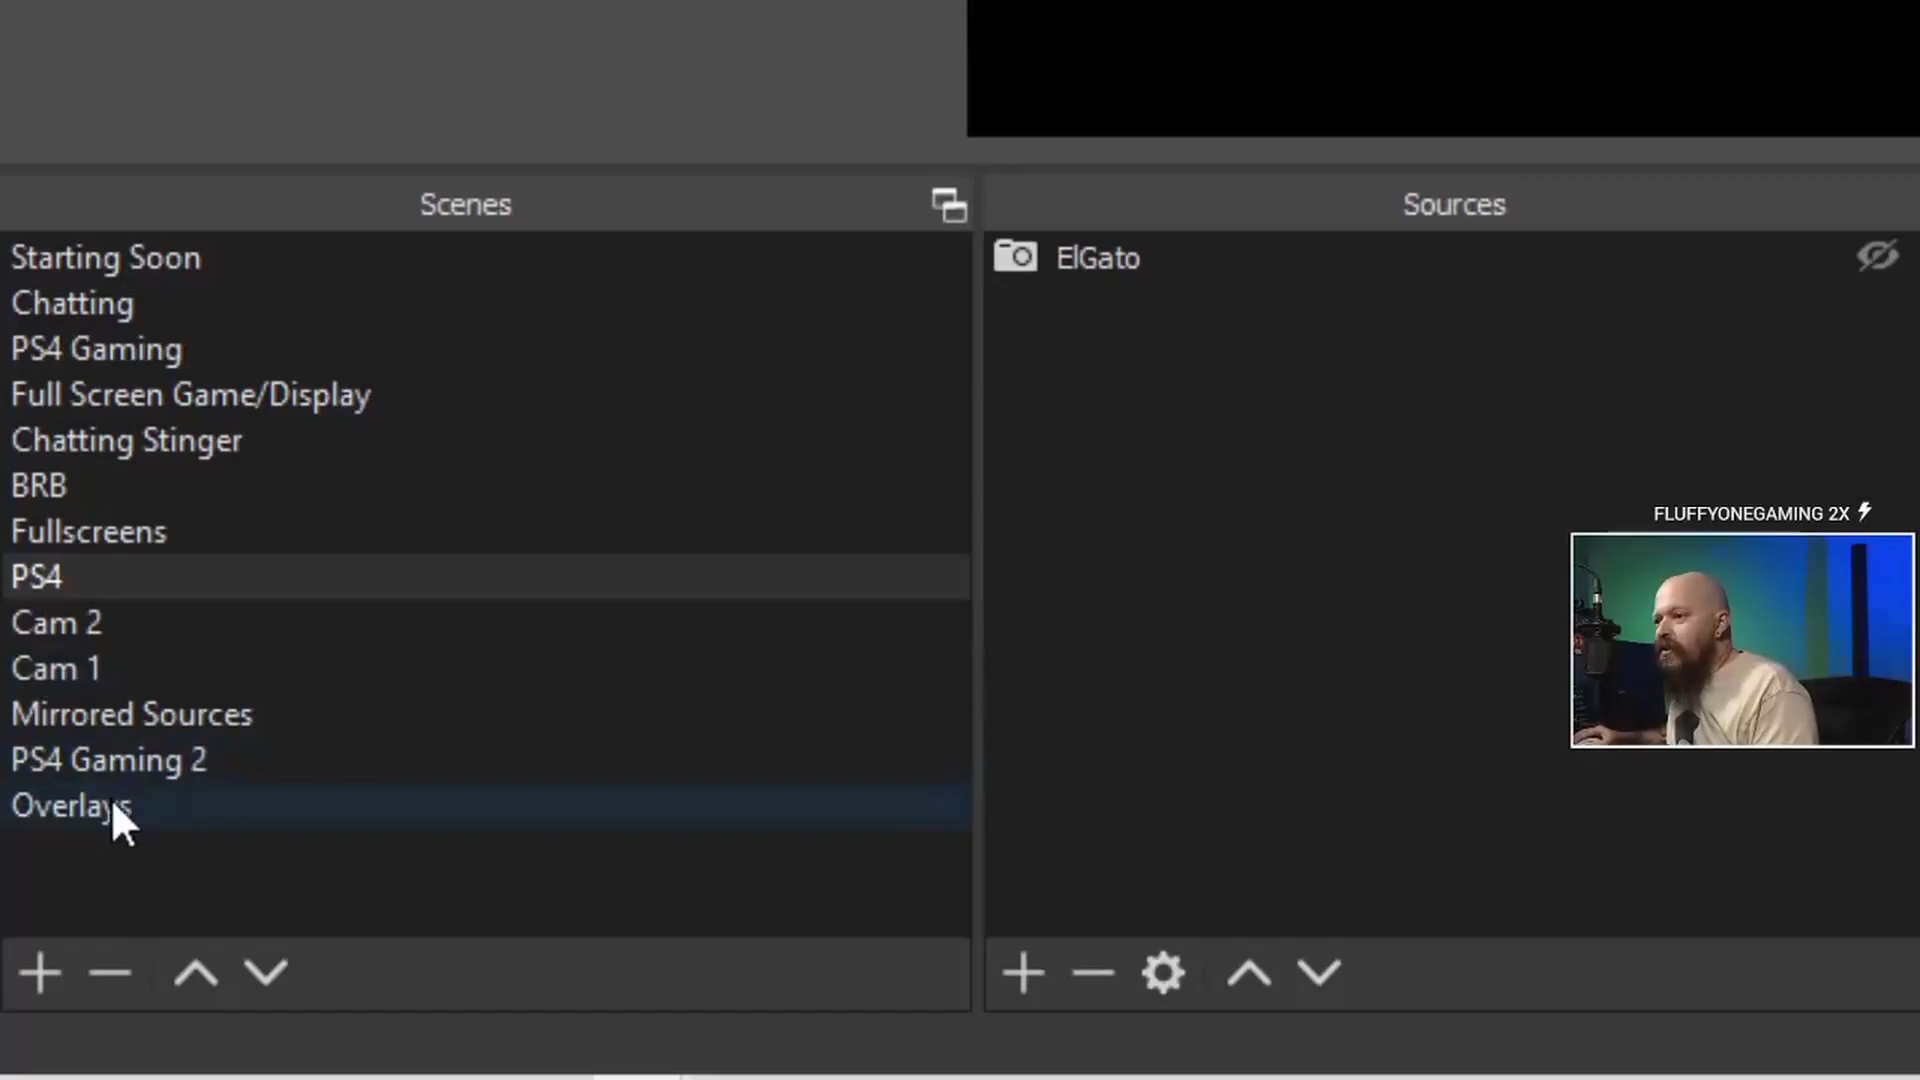 Scenes
Starting Soon
Chatting
PS4 Gaming
Full Screen Game/Display
Chatting Stinger
BRB
Fullscreens
PS4
Cam 2
Cam 1
Mirrored Sources
PS4 Gaming 2
Overlays
Sources
ElGato
FLUFFYONEGAMING 2X